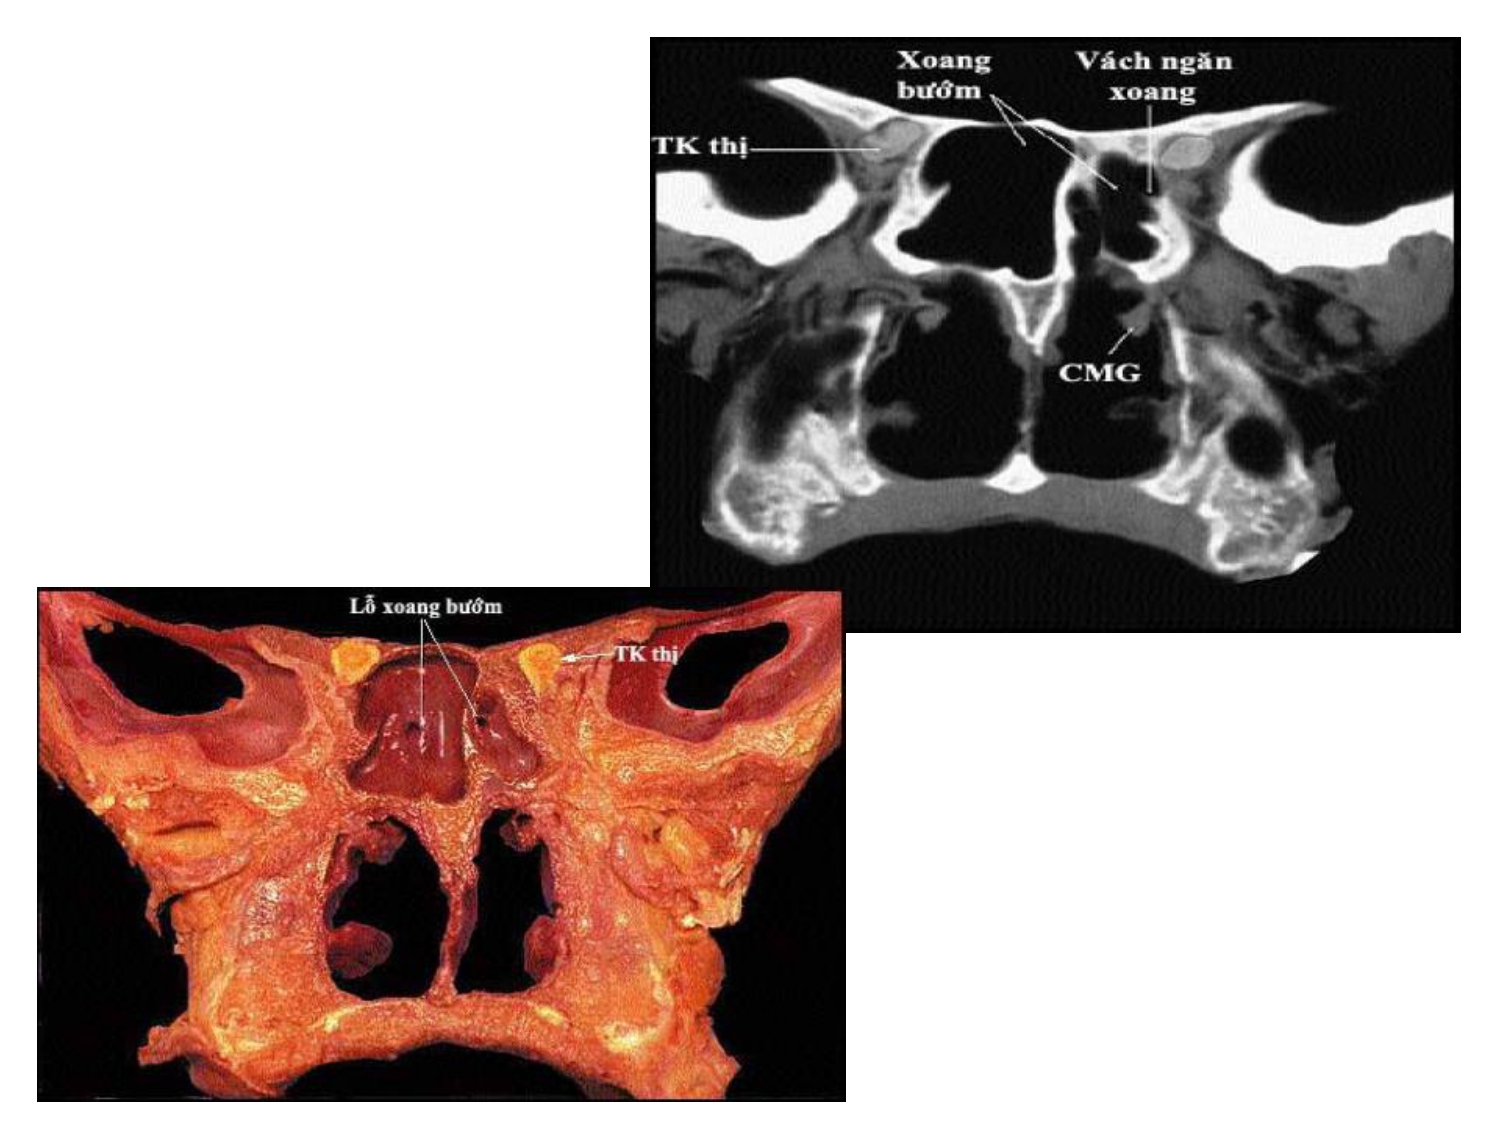 Xoang
bướm
Vách ngăn
xoang
TK thị
CMG
Lỗ xoang bướm
TK thị